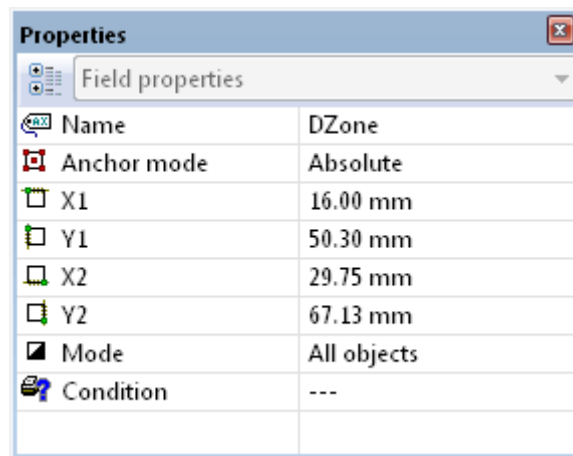 Properties
Field properties
Name DZone
Anchor mode Absolute
X1 16.00 mm
Y1 50.30 mm
X2 29.75 mm
Y2 67.13 mm
Mode All objects
Condition ---